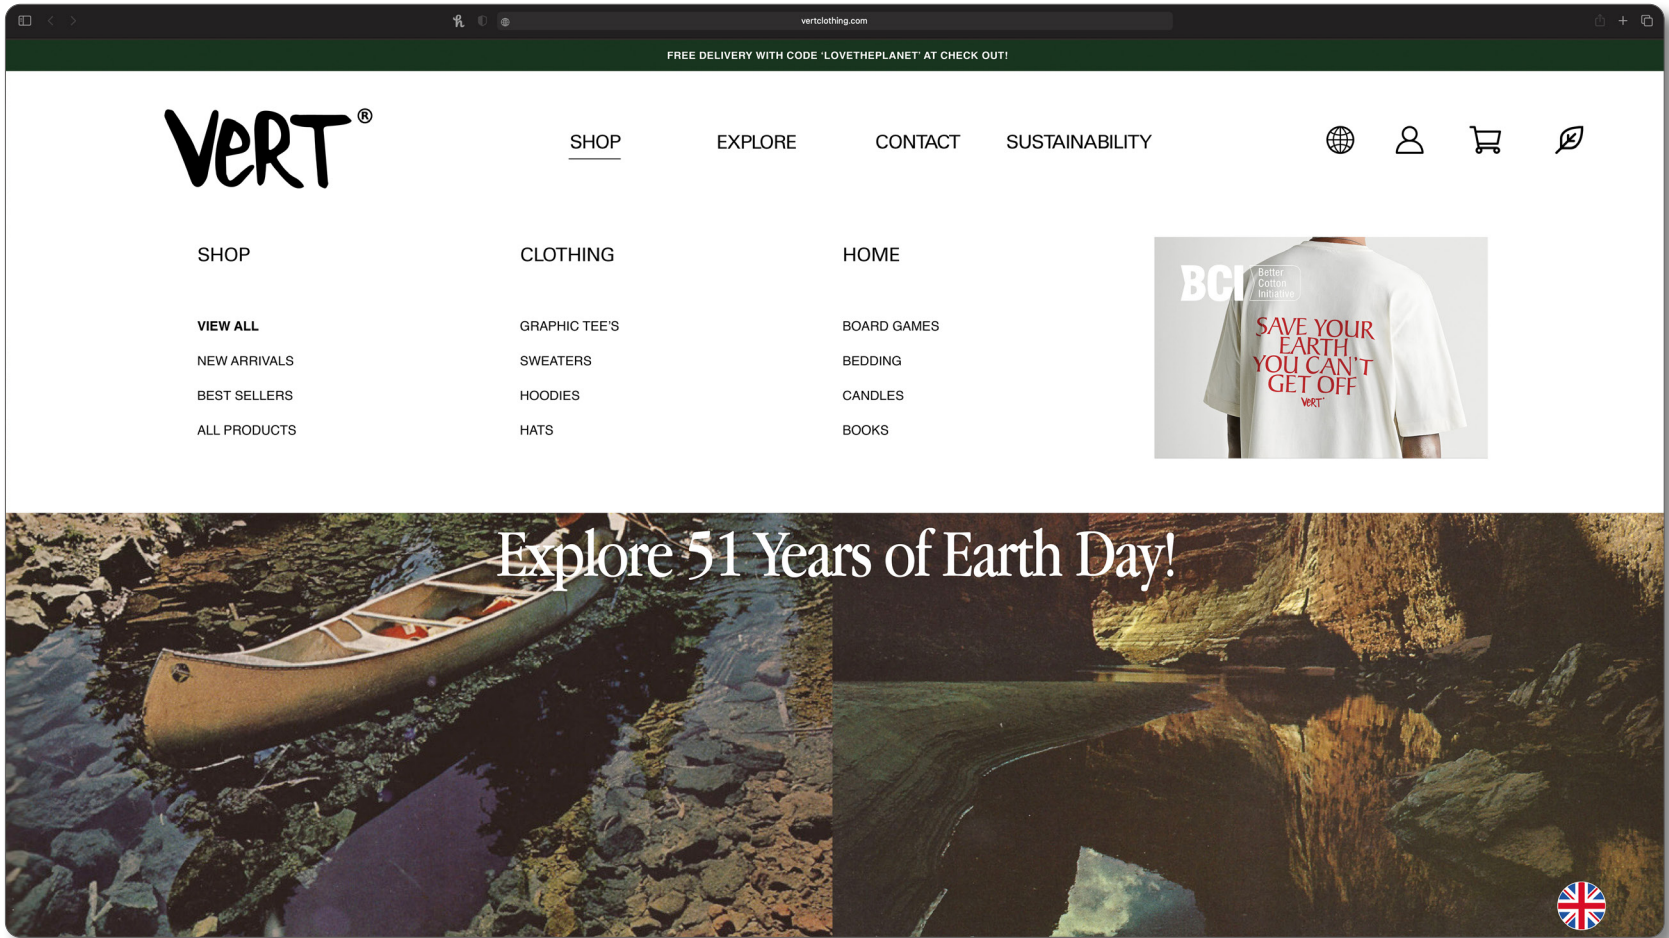 vertclothing.com
FREE DELIVERY WITH CODE ‘LOVETHEPLANET’ AT CHECK OUT!
VeRT®
SHOP
EXPLORE
CONTACT
SUSTAINABILITY
SHOP
VIEW ALL
NEW ARRIVALS
BEST SELLERS
ALL PRODUCTS
CLOTHING
GRAPHIC TEE’S
SWEATERS
HOODIES
HATS
HOME
BOARD GAMES
BEDDING
CANDLES
BOOKS
BCI
Better
Cotton
Initiative
SAVE YOUR
EARTH
YOU CAN'T
GET OFF
VeRT
Explore 51 Years of Earth Day!